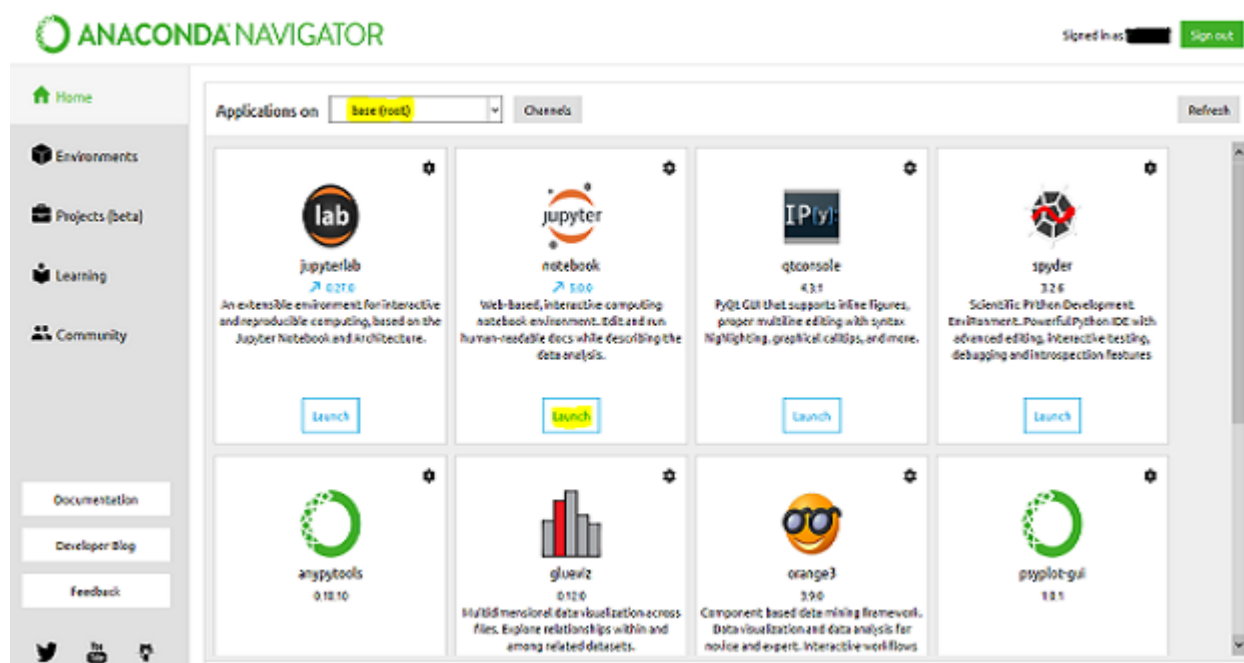 ANACONDA NAVIGATOR
Signed in as
Sign out
Home
Environments
Projects (beta)
Learning
Community
Documentation
Developer Blog
Feedback
Applications on
base (root)
Channels
Refresh
lab
jupyterlab
0.27.0
An extensible environment for interactive
and reproducible computing, based on the
Jupyter Notebook and Architecture.
Launch
jupyter
notebook
5.0.0
Web-based, interactive computing
notebook environment. Edit and run
human-readable docs while describing the
data analysis.
Launch
IP[y]:
qtconsole
4.3.1
PyQt GUI that supports inline figures,
proper multiline editing with syntax
highlighting, graphical calltips, and more.
Launch
spyder
3.2.6
Scientific PYthon Development
EnviRonment. Powerful Python IDE with
advanced editing, interactive testing,
debugging and introspection features
Launch
anypytools
0.10.10
glueviz
0.12.0
Multidimensional data visualization across
files. Explore relationships within and
among related datasets.
orange3
3.9.0
Component based data mining framework.
Data visualization and data analysis for
novice and expert. Interactive workflows
psyplot-gui
1.0.1
You
Tube